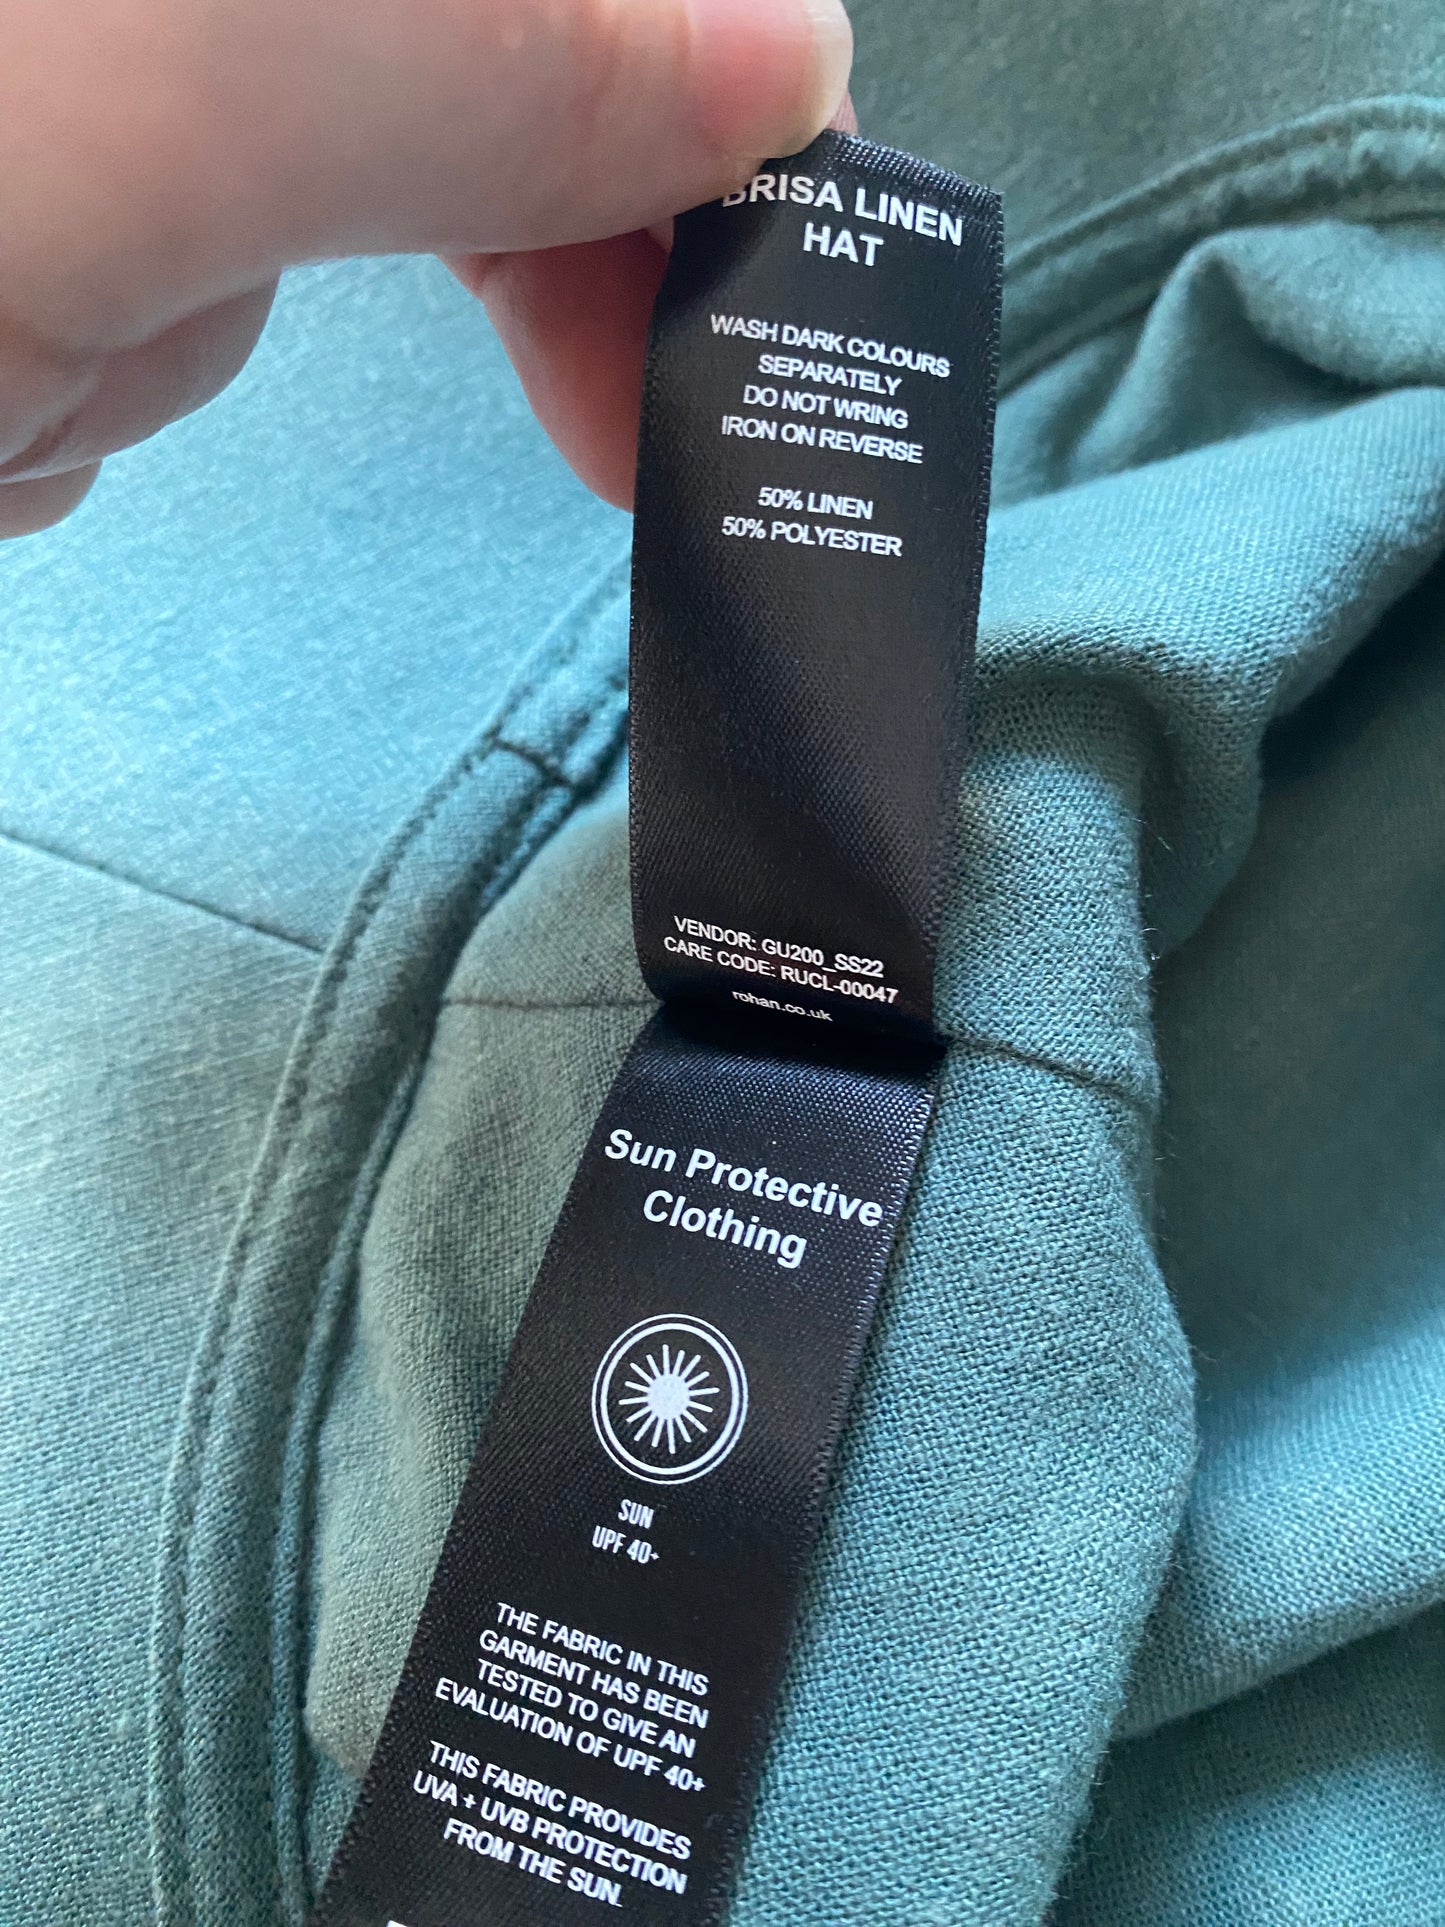 BRISA LINEN
HAT
WASH DARK COLOURS
SEPARATELY
DO NOT WRING
IRON ON REVERSE
50% LINEN
50% POLYESTER
VENDOR: GU200_SS22
CARE CODE: RUCL-00047
rohan.co.uk
Sun Protective
Clothing
SUN
UPF 40+
THE FABRIC IN THIS
GARMENT HAS BEEN
TESTED TO GIVE AN
EVALUATION OF UPF 40+
THIS FABRIC PROVIDES
UVA + UVB PROTECTION
FROM THE SUN.